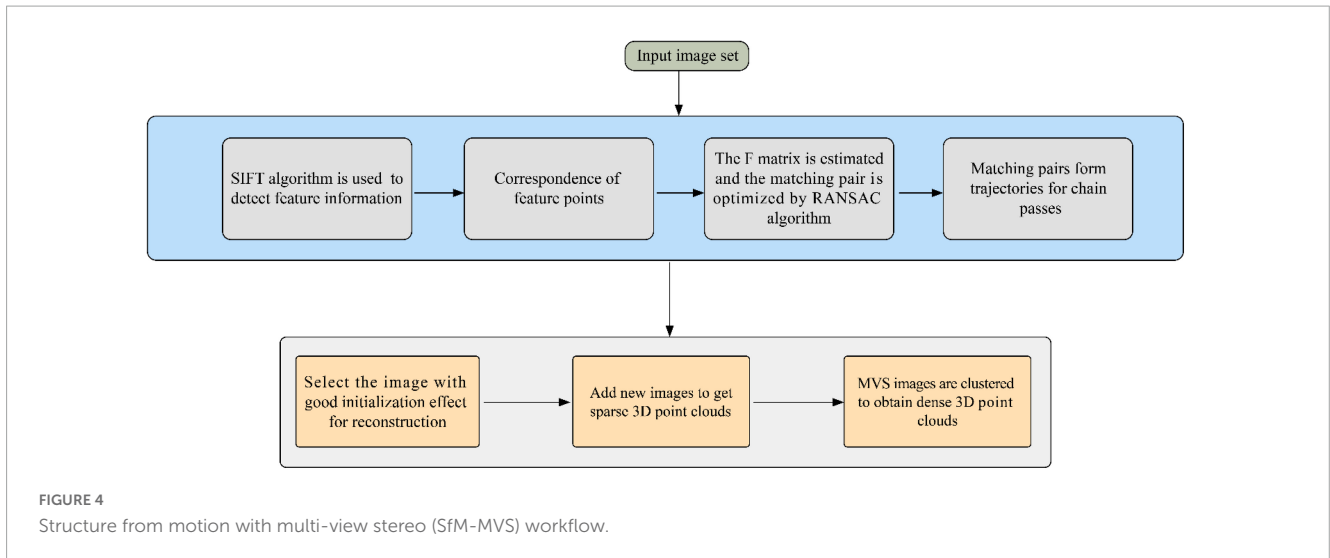 Input image set
SIFT algorithm is used to
detect feature information
Correspondence of
feature points
The F matrix is estimated
and the matching pair is
optimized by RANSAC
algorithm
Matching pairs form
trajectories for chain
passes
Select the image with
good initialization effect
for reconstruction
Add new images to get
sparse 3D point clouds
MVS images are clustered
to obtain dense 3D point
clouds
FIGURE 4
Structure from motion with multi-view stereo (SfM-MVS) workflow.